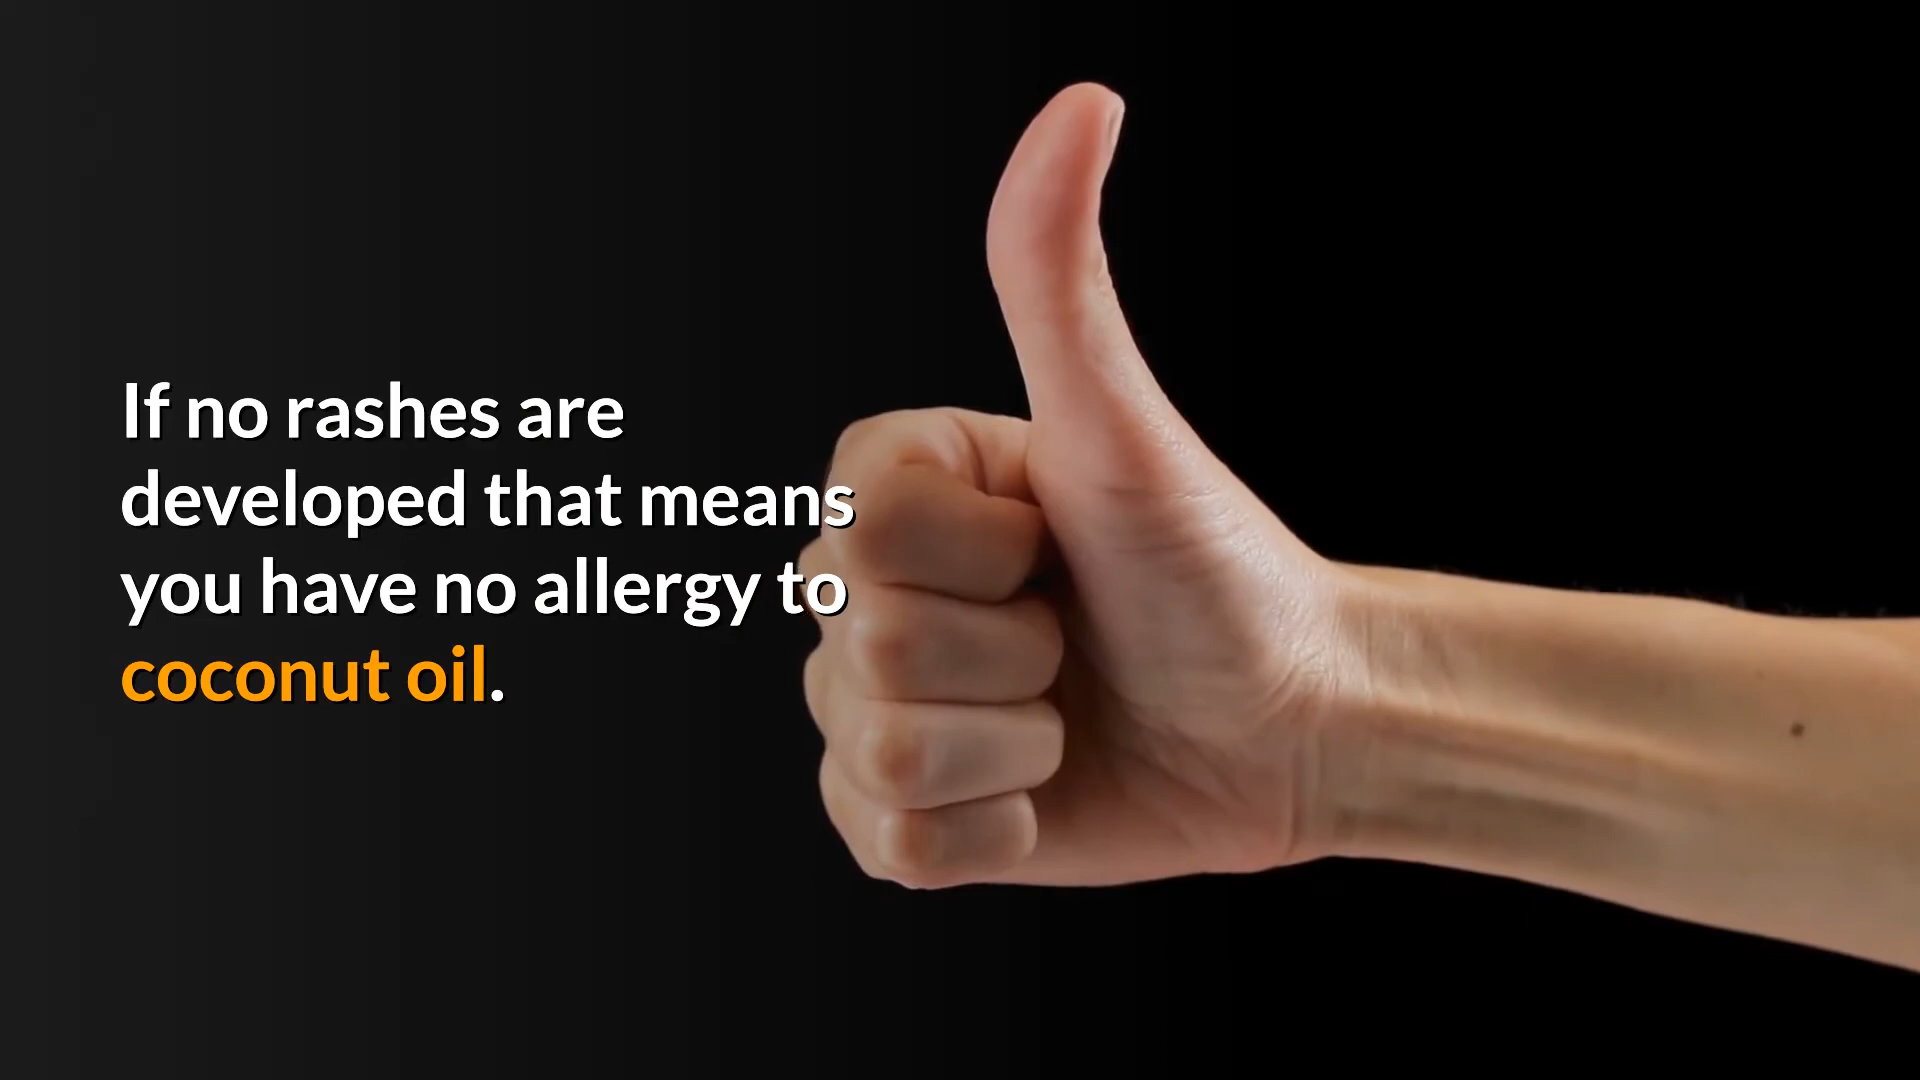 If no rashes are
developed that means
you have no allergy to
coconut oil.